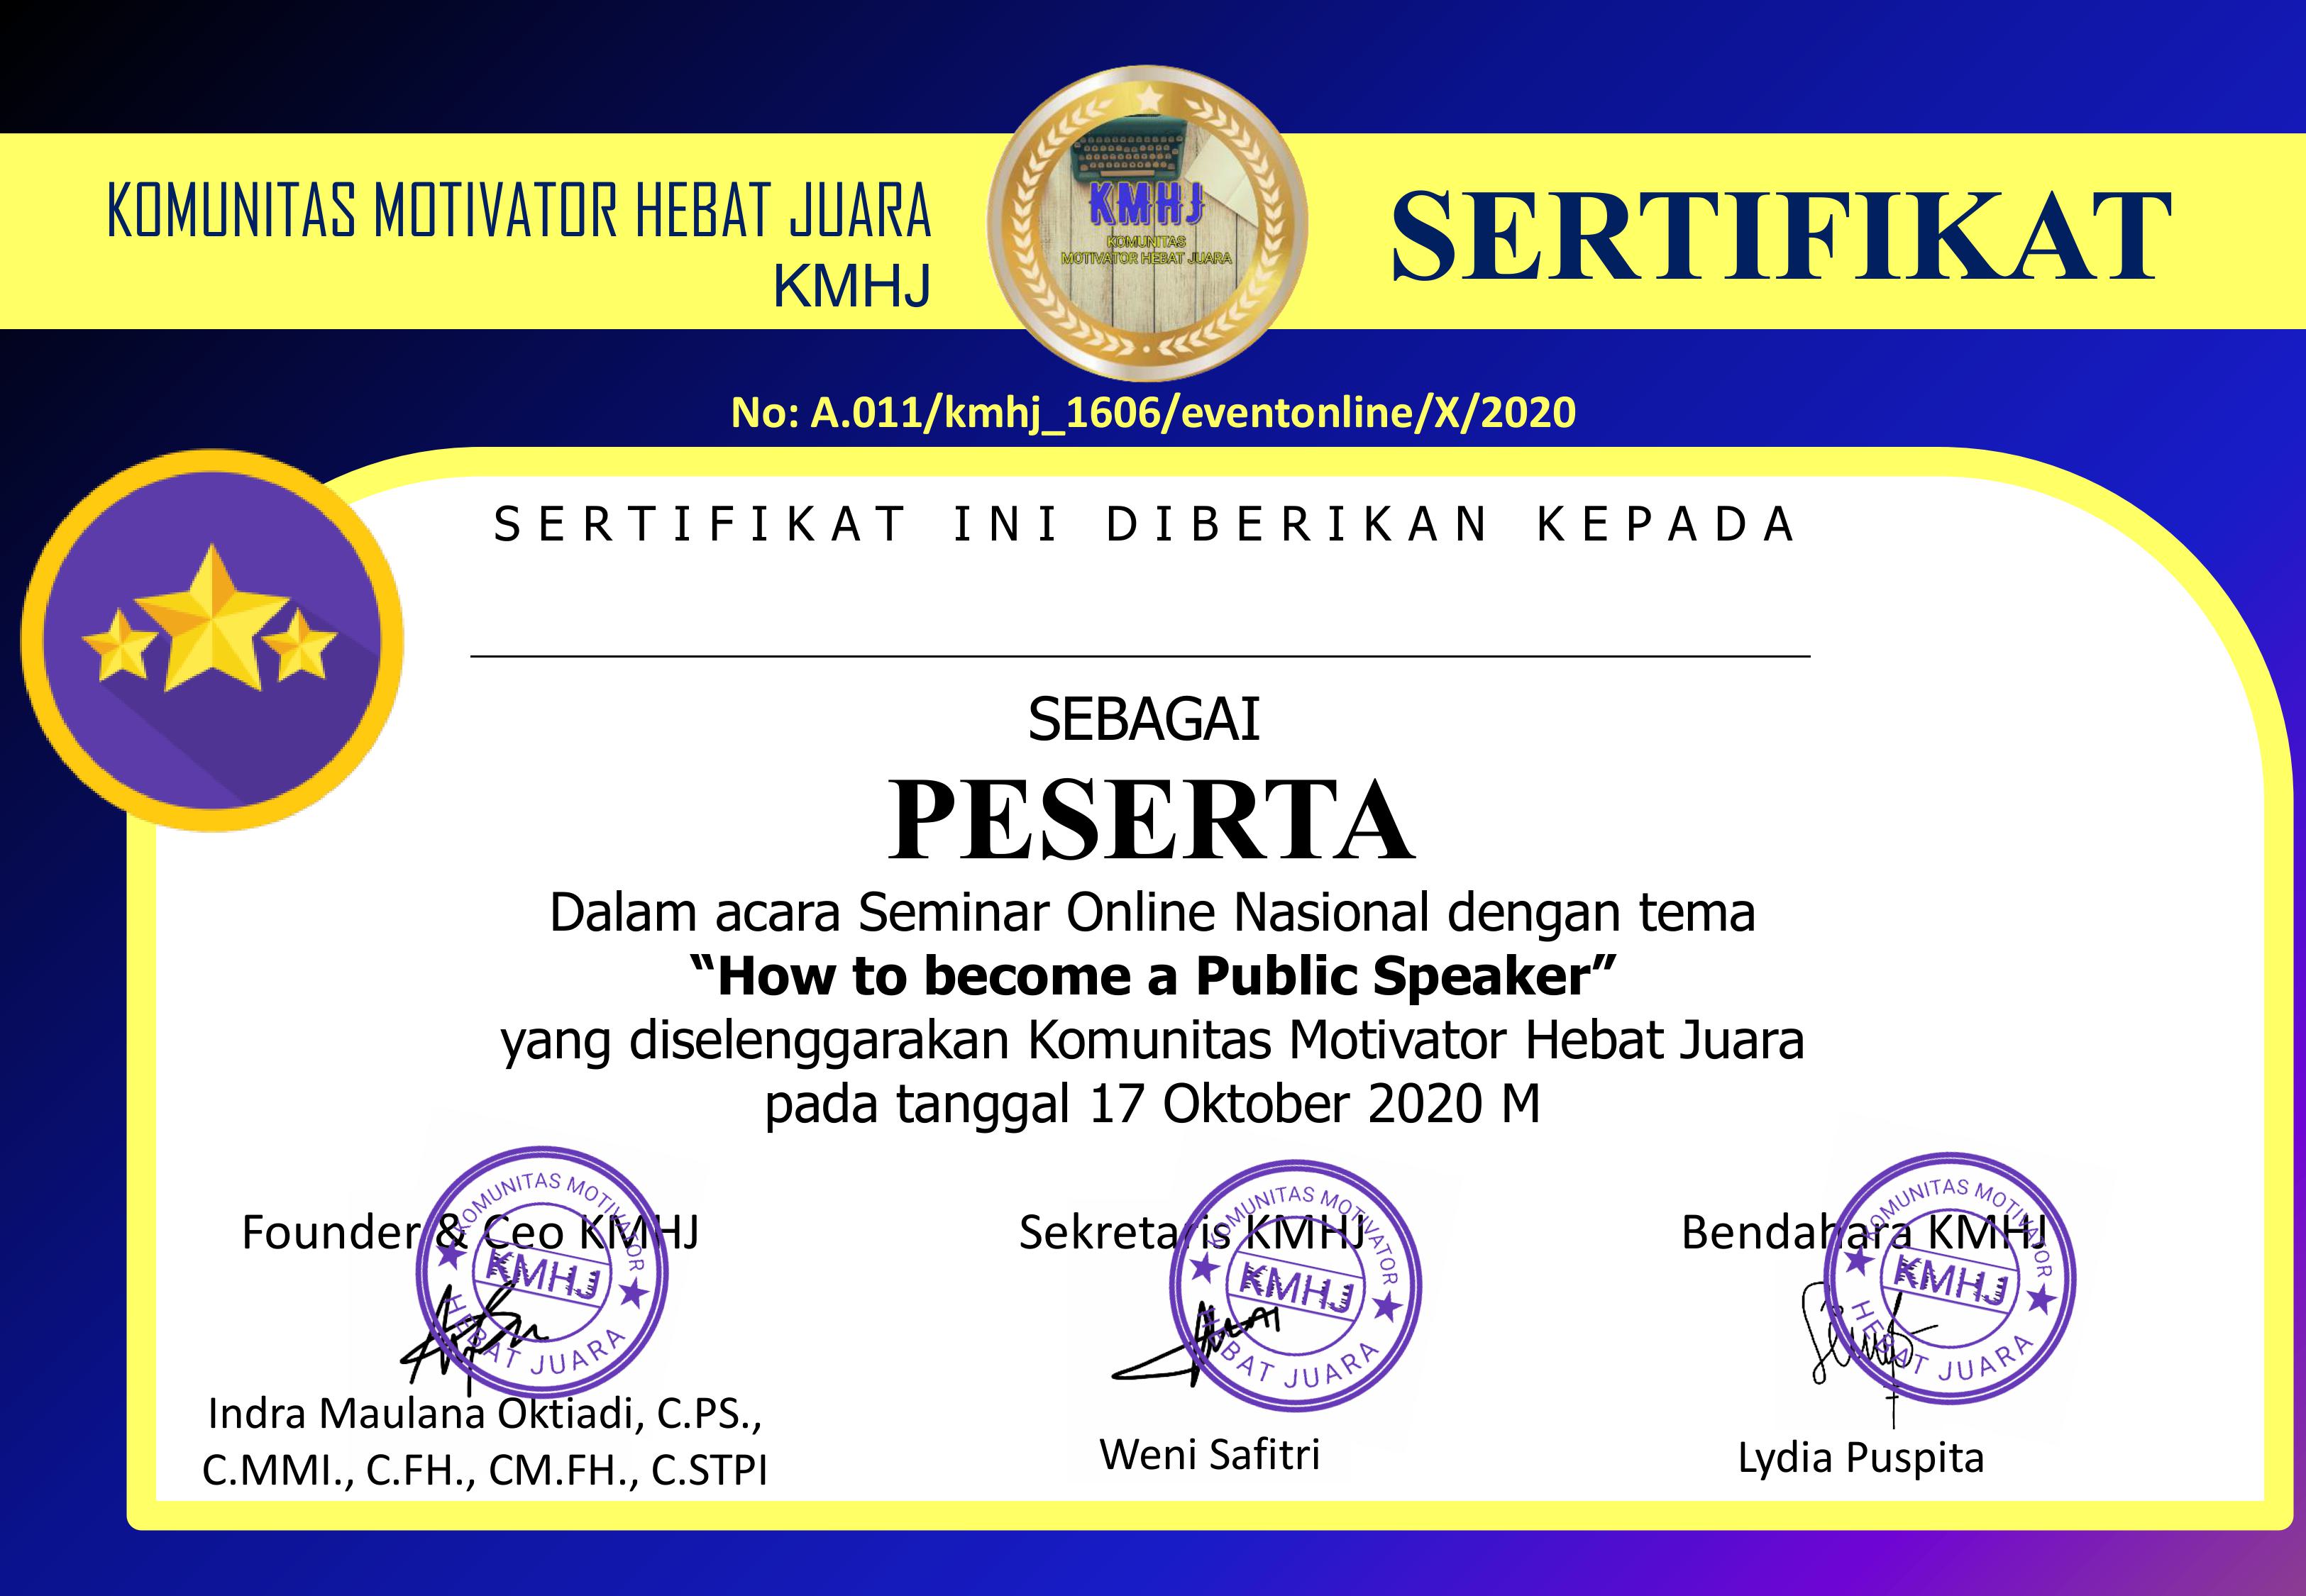 KOMUNITAS MOTIVATOR HEBAT JUARA
KMHJ
KMHJ
KOMUNITAS
MOTIVATOR HEBAT JUARA
SERTIFIKAT
No: A.011/kmhj_1606/eventonline/X/2020
SERTIFIKAT INI DIBERIKAN KEPADA
SEBAGAI
PESERTA
Dalam acara Seminar Online Nasional dengan tema
“How to become a Public Speaker”
yang diselenggarakan Komunitas Motivator Hebat Juara
pada tanggal 17 Oktober 2020 M
Founder & Ceo KMHJ
KOMUNITAS MOTIVATOR
KMHJ
HEBAT JUARA
Indra Maulana Oktiadi, C.PS.,
C.MMI., C.FH., CM.FH., C.STPI
Sekretaris KMHJ
KOMUNITAS MOTIVATOR
KMHJ
HEBAT JUARA
Weni Safitri
Bendahara KMHJ
KOMUNITAS MOTIVATOR
KMHJ
HEBAT JUARA
Lydia Puspita